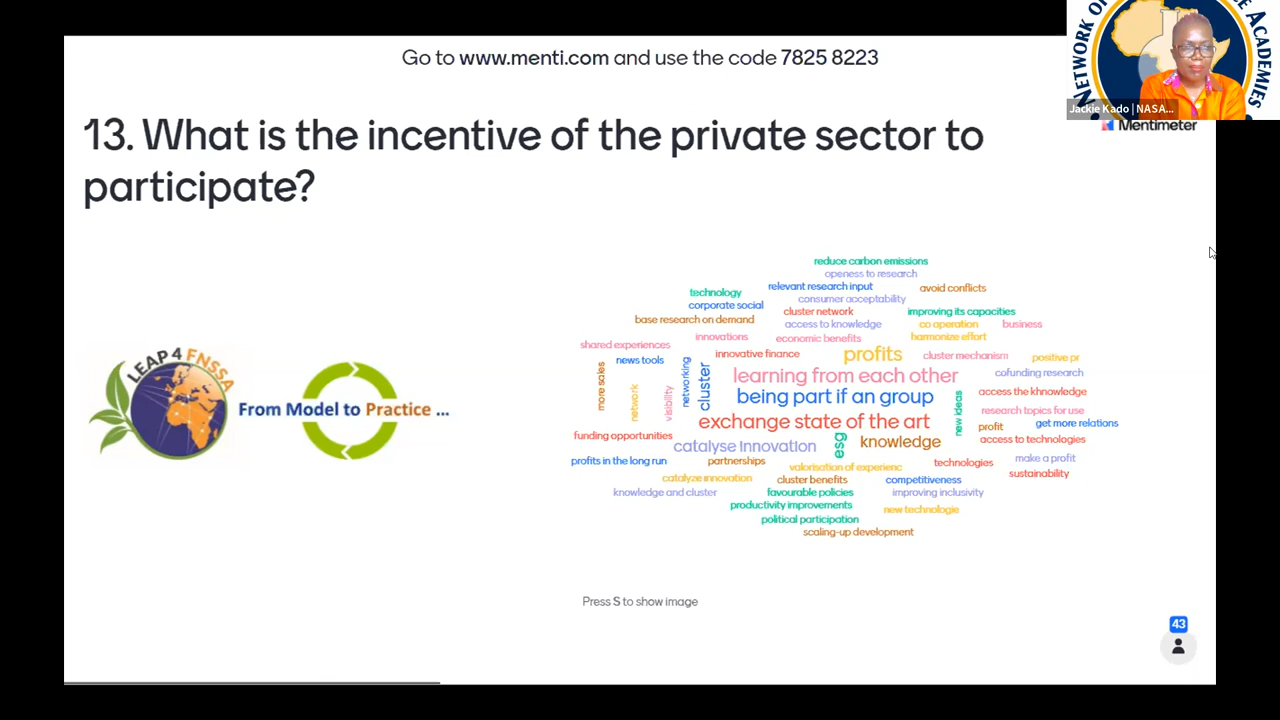 Go to www.menti.com and use the code 7825 8223
NETWORK OF
ACADEMIES
Jackie Kado | NASA...
Mentimeter
13. What is the incentive of the private sector to
participate?
LEAP4 FNSSA
From Model to Practice ...
reduce carbon emissions
openess to research
relevant research input
avoid conflicts
technology
consumer acceptability
corporate social
cluster network
improving its capacities
base research on demand
access to knowledge
co operation
business
innovations
economic benefits
harmonize effort
shared experiences
innovative finance
profits
cluster mechanism
positive pr
news tools
networking
cluster
learning from each other
cofunding research
more sales
network
visibility
being part if an group
new ideas
access the khnowledge
research topics for use
exchange state of the art
profit
get more relations
funding opportunities
catalyse innovation
esg
knowledge
access to technologies
profits in the long run
partnerships
valorisation of experienc
technologies
make a profit
catalyze innovation
cluster benefits
competitiveness
sustainability
knowledge and cluster
favourable policies
improving inclusivity
productivity improvements
new technologie
political participation
scaling-up development
Press S to show image
43